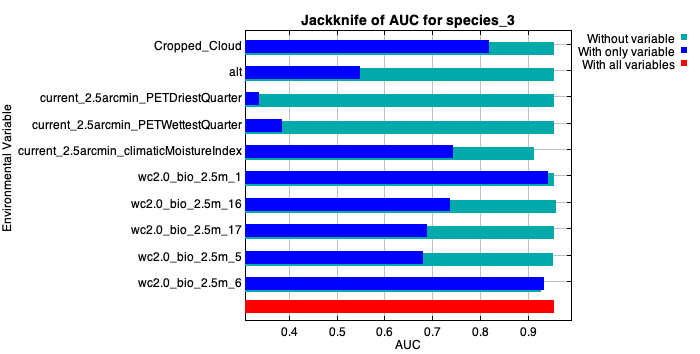 Jackknife of AUC for species_3
Without variable
With only variable
With all variables
Environmental Variable
Cropped_Cloud
alt
current_2.5arcmin_PETDriestQuarter
current_2.5arcmin_PETWettestQuarter
current_2.5arcmin_climaticMoistureIndex
wc2.0_bio_2.5m_1
wc2.0_bio_2.5m_16
wc2.0_bio_2.5m_17
wc2.0_bio_2.5m_5
wc2.0_bio_2.5m_6
0.4 0.5 0.6 0.7 0.8 0.9
AUC